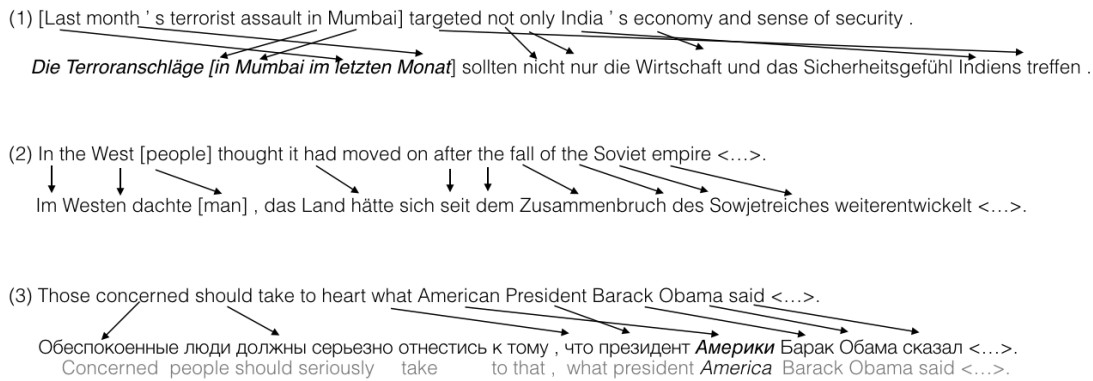 (1) [Last month ’ s terrorist assault in Mumbai] targeted not only India ’ s economy and sense of security .
Die Terroranschläge [in Mumbai im letzten Monat] sollten nicht nur die Wirtschaft und das Sicherheitsgefühl Indiens treffen .
(2) In the West [people] thought it had moved on after the fall of the Soviet empire <…>.
Im Westen dachte [man] , das Land hätte sich seit dem Zusammenbruch des Sowjetreiches weiterentwickelt <…>.
(3) Those concerned should take to heart what American President Barack Obama said <…>.
Обеспокоенные люди должны серьезно отнестись к тому , что президент Америки Барак Обама сказал <…>.
Concerned people should seriously take to that , what president America Barack Obama said <…>.